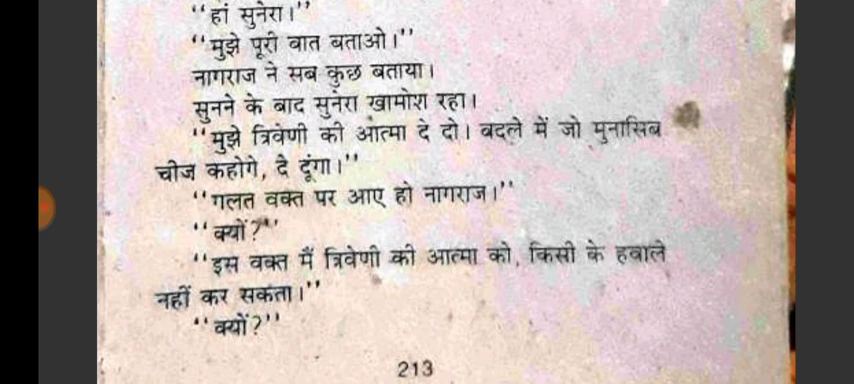 ‘‘हां सुनेरा।’’
‘‘मुझे पूरी बात बताओ।’’
नागराज ने सब कुछ बताया।
सुनने के बाद सुनेरा खामोश रहा।
‘‘मुझे त्रिवेणी की आत्मा दे दो। बदले में जो मुनासिब
चीज कहोगे, दे दूंगा।’’
‘‘गलत वक्त पर आए हो नागराज।’’
‘‘क्यों?’’
‘‘इस वक्त मैं त्रिवेणी की आत्मा को, किसी के हवाले
नहीं कर सकता।’’
‘‘क्यों?’’
213